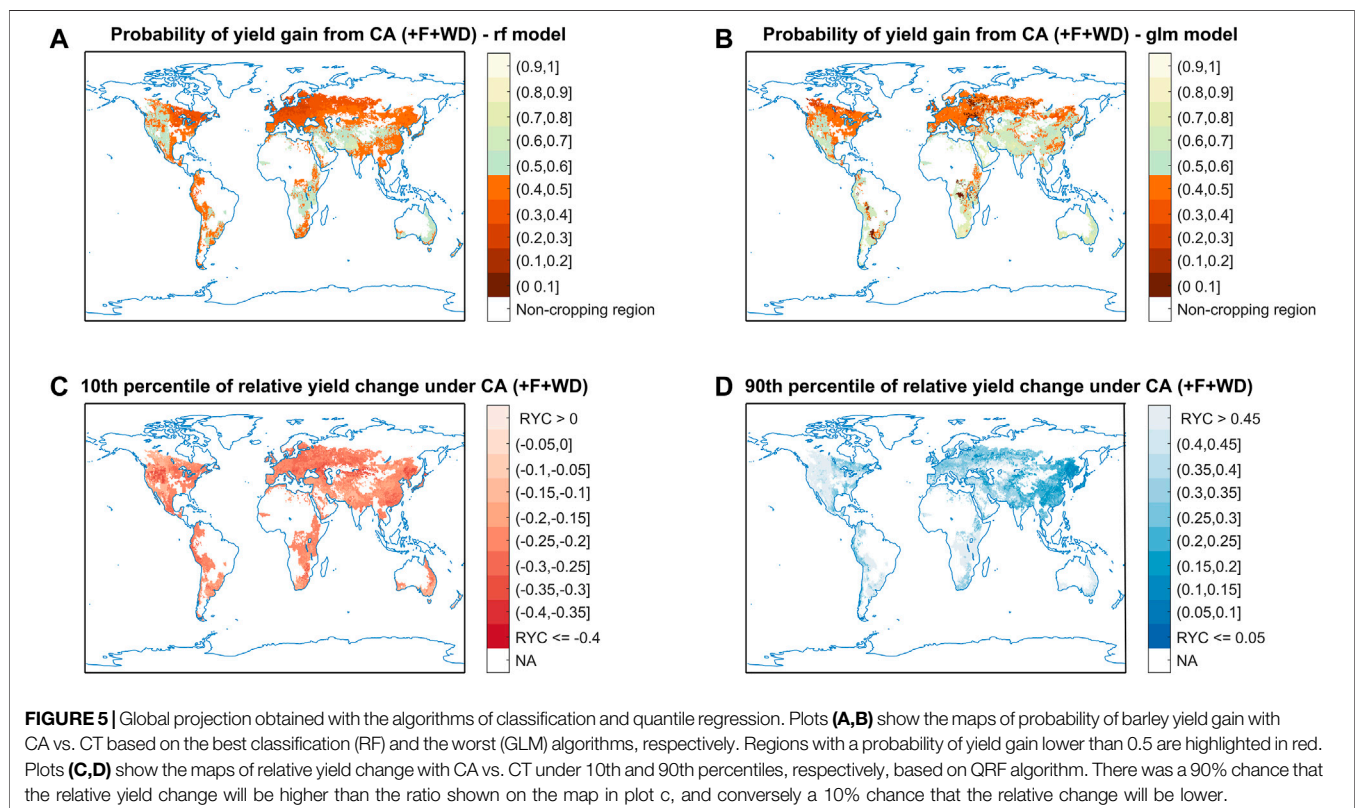 A Probability of yield gain from CA (+F+WD) - rf model
(0.9,1]
(0.8,0.9]
(0.7,0.8]
(0.6,0.7]
(0.5,0.6]
(0.4,0.5]
(0.3,0.4]
(0.2,0.3]
(0.1,0.2]
(0 0.1]
Non-cropping region
B Probability of yield gain from CA (+F+WD) - glm model
(0.9,1]
(0.8,0.9]
(0.7,0.8]
(0.6,0.7]
(0.5,0.6]
(0.4,0.5]
(0.3,0.4]
(0.2,0.3]
(0.1,0.2]
(0 0.1]
Non-cropping region
C 10th percentile of relative yield change under CA (+F+WD)
RYC > 0
(-0.05,0]
(-0.1,-0.05]
(-0.15,-0.1]
(-0.2,-0.15]
(-0.25,-0.2]
(-0.3,-0.25]
(-0.35,-0.3]
(-0.4,-0.35]
RYC <= -0.4
NA
D 90th percentile of relative yield change under CA (+F+WD)
RYC > 0.45
(0.4,0.45]
(0.35,0.4]
(0.3,0.35]
(0.25,0.3]
(0.2,0.25]
(0.15,0.2]
(0.1,0.15]
(0.05,0.1]
RYC <= 0.05
NA
FIGURE 5 | Global projection obtained with the algorithms of classification and quantile regression. Plots (A,B) show the maps of probability of barley yield gain with
CA vs. CT based on the best classification (RF) and the worst (GLM) algorithms, respectively. Regions with a probability of yield gain lower than 0.5 are highlighted in red.
Plots (C,D) show the maps of relative yield change with CA vs. CT under 10th and 90th percentiles, respectively, based on QRF algorithm. There was a 90% chance that
the relative yield change will be higher than the ratio shown on the map in plot c, and conversely a 10% chance that the relative change will be lower.